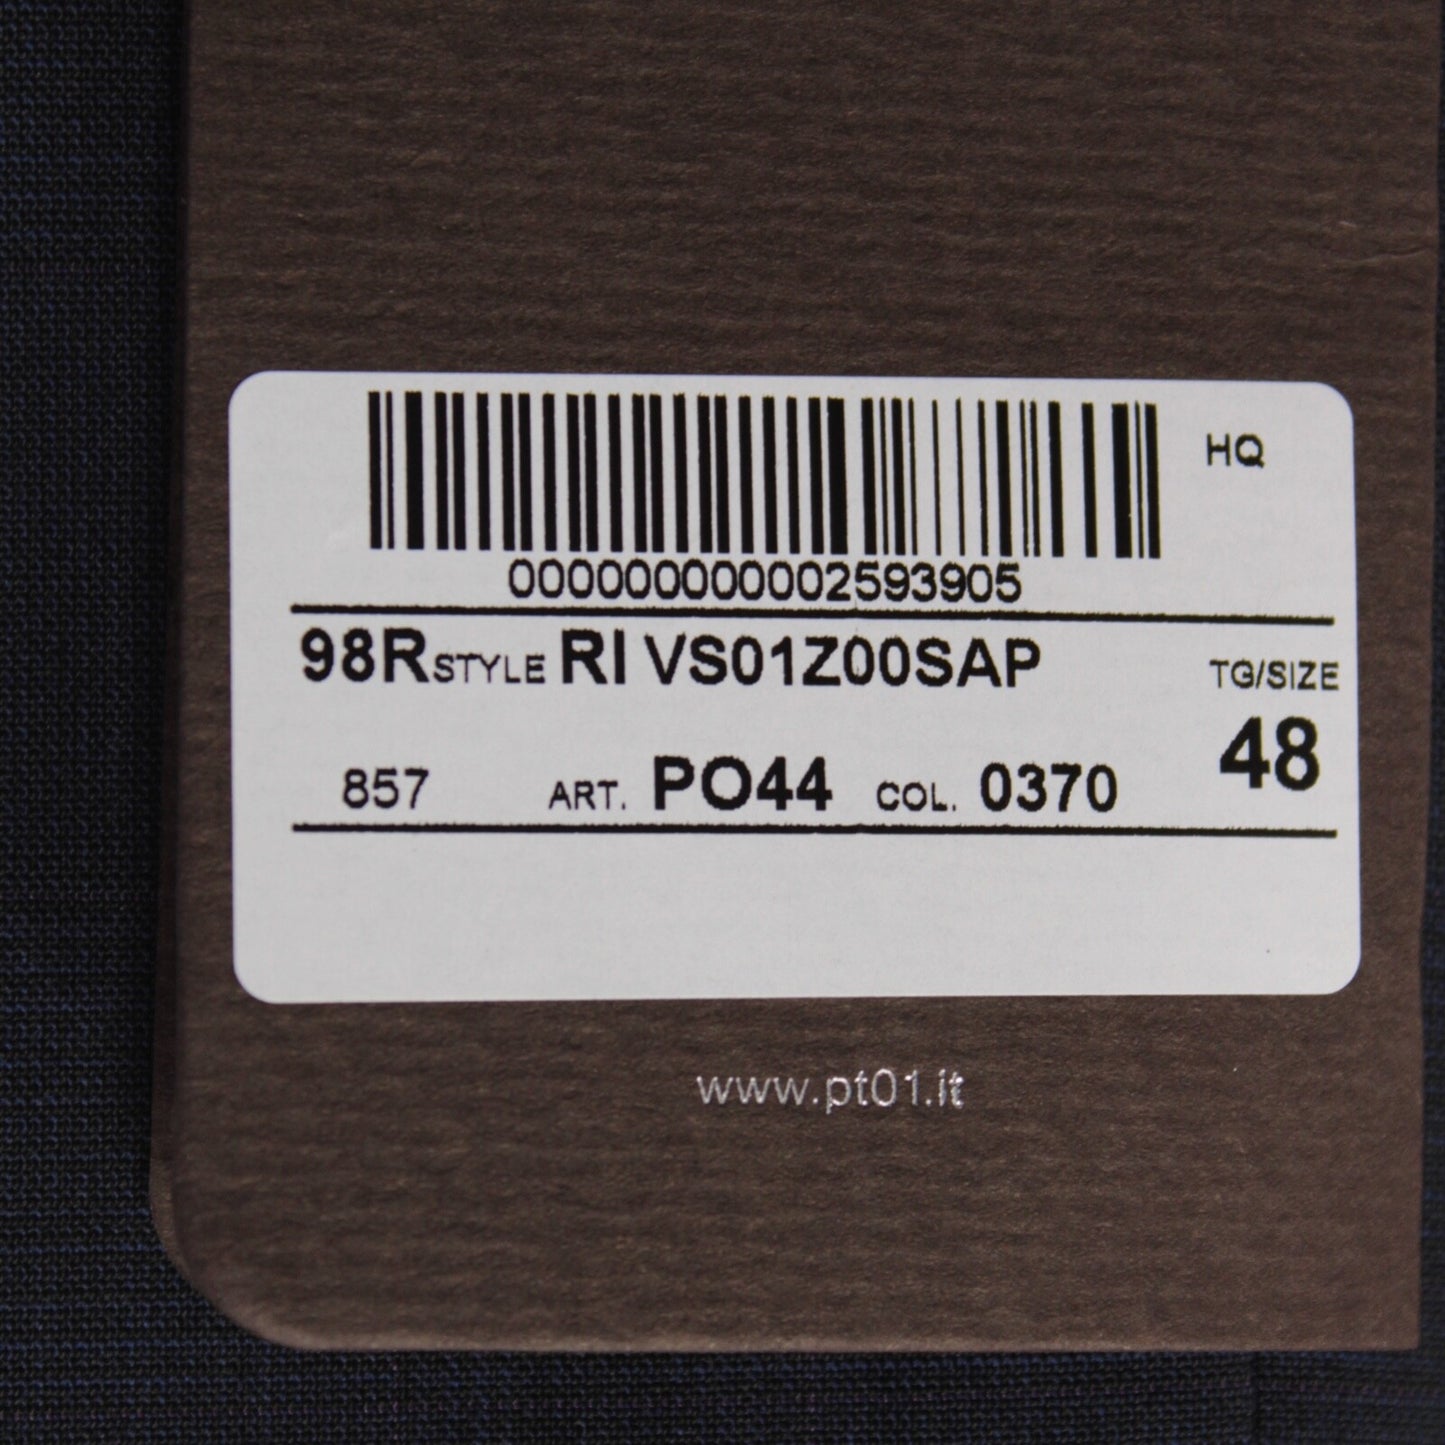 HQ
000000000002593905
98R STYLE RI VS01Z00SAP TG/SIZE
48
857 ART. PO44 COL. 0370
www.pt01.it